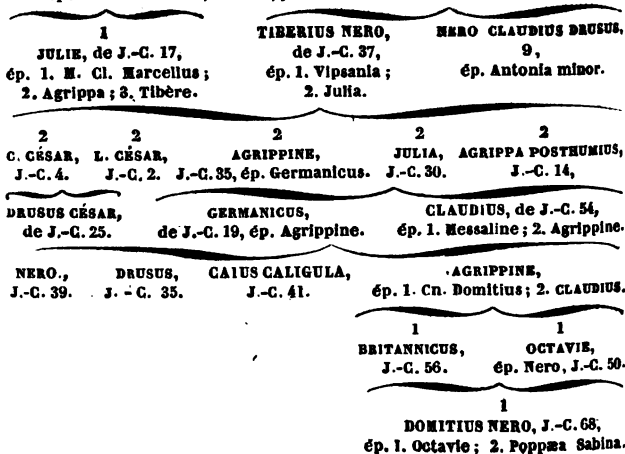 1
JULIE, de J.-C. 17, TIBERIUS NERO, NERO CLAUDIUS DRUSUS,
ép. 1. M. Cl. Marcellus; de J.-C. 37, 9,
2. Agrippa; 3. Tibère. ép. 1. Vipsania; ép. Antonia minor.
2. Julia.
2 2 2 2 2
C. CÉSAR, L. CÉSAR, AGRIPPINE, JULIA, AGRIPPA POSTHUMIUS,
J.-C. 4. J.-C. 2. J.-C. 35, ép. Germanicus. J.-C. 30. J.-C. 14,
DRUSUS CÉSAR, GERMANICUS, CLAUDIUS, de J.-C. 54,
de J.-C. 25. de J.-C. 19, ép. Agrippine. ép. 1. Messaline; 2. Agrippine.
NERO., DRUSUS, CAIUS CALIGULA, AGRIPPINE,
J.-C. 39. J.-C. 35. J.-C. 41. ép. 1. Cn. Domitius; 2. CLAUDIUS.
1 1
BRITANNICUS, OCTAVIE,
J.-C. 56. ép. Nero, J.-C. 50.
1
DOMITIUS NERO, J.-C. 68,
ép. 1. Octavie; 2. Poppæa Sabina.